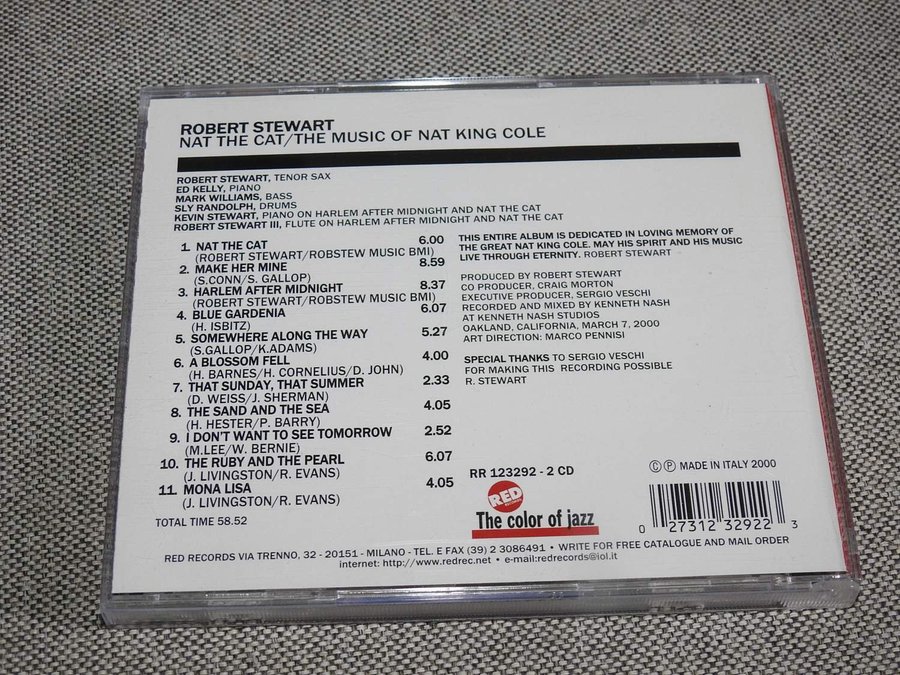 ROBERT STEWART
NAT THE CAT/THE MUSIC OF NAT KING COLE
ROBERT STEWART, TENOR SAX
ED KELLY, PIANO
MARK WILLIAMS, BASS
SLY RANDOLPH, DRUMS
KEVIN STEWART, PIANO ON HARLEM AFTER MIDNIGHT AND NAT THE CAT
ROBERT STEWART III, FLUTE ON HARLEM AFTER MIDNIGHT AND NAT THE CAT
1. NAT THE CAT 6.00
(ROBERT STEWART/ROBSTEW MUSIC BMI)
2. MAKE HER MINE 8.59
(S.CONN/S. GALLOP)
3. HARLEM AFTER MIDNIGHT 8.37
(ROBERT STEWART/ROBSTEW MUSIC BMI)
4. BLUE GARDENIA 6.07
(H. ISBITZ)
5. SOMEWHERE ALONG THE WAY 5.27
(S.GALLOP/K.ADAMS)
6. A BLOSSOM FELL 4.00
(H. BARNES/H. CORNELIUS/D. JOHN)
7. THAT SUNDAY, THAT SUMMER 2.33
(D. WEISS/J. SHERMAN)
8. THE SAND AND THE SEA 4.05
(H. HESTER/P. BARRY)
9. I DON'T WANT TO SEE TOMORROW 2.52
(M.LEE/W. BERNIE)
10. THE RUBY AND THE PEARL 6.07
(J. LIVINGSTON/R. EVANS)
11. MONA LISA 4.05
(J. LIVINGSTON/R. EVANS)
TOTAL TIME 58.52
THIS ENTIRE ALBUM IS DEDICATED IN LOVING MEMORY OF
THE GREAT NAT KING COLE. MAY HIS SPIRIT AND HIS MUSIC
LIVE THROUGH ETERNITY. ROBERT STEWART
PRODUCED BY ROBERT STEWART
CO PRODUCER, CRAIG MORTON
EXECUTIVE PRODUCER, SERGIO VESCHI
RECORDED AND MIXED BY KENNETH NASH
AT KENNETH NASH STUDIOS
OAKLAND, CALIFORNIA, MARCH 7, 2000
ART DIRECTION: MARCO PENNISI
SPECIAL THANKS TO SERGIO VESCHI
FOR MAKING THIS RECORDING POSSIBLE
R. STEWART
RR 123292 - 2 CD
RED
The color of jazz
© ℗ MADE IN ITALY 2000
0 27312 32922 3
RED RECORDS VIA TRENNO, 32 - 20151 - MILANO - TEL. E FAX (39) 2 3086491 • WRITE FOR FREE CATALOGUE AND MAIL ORDER
internet: http://www.redrec.net • e-mail:redrecords@iol.it